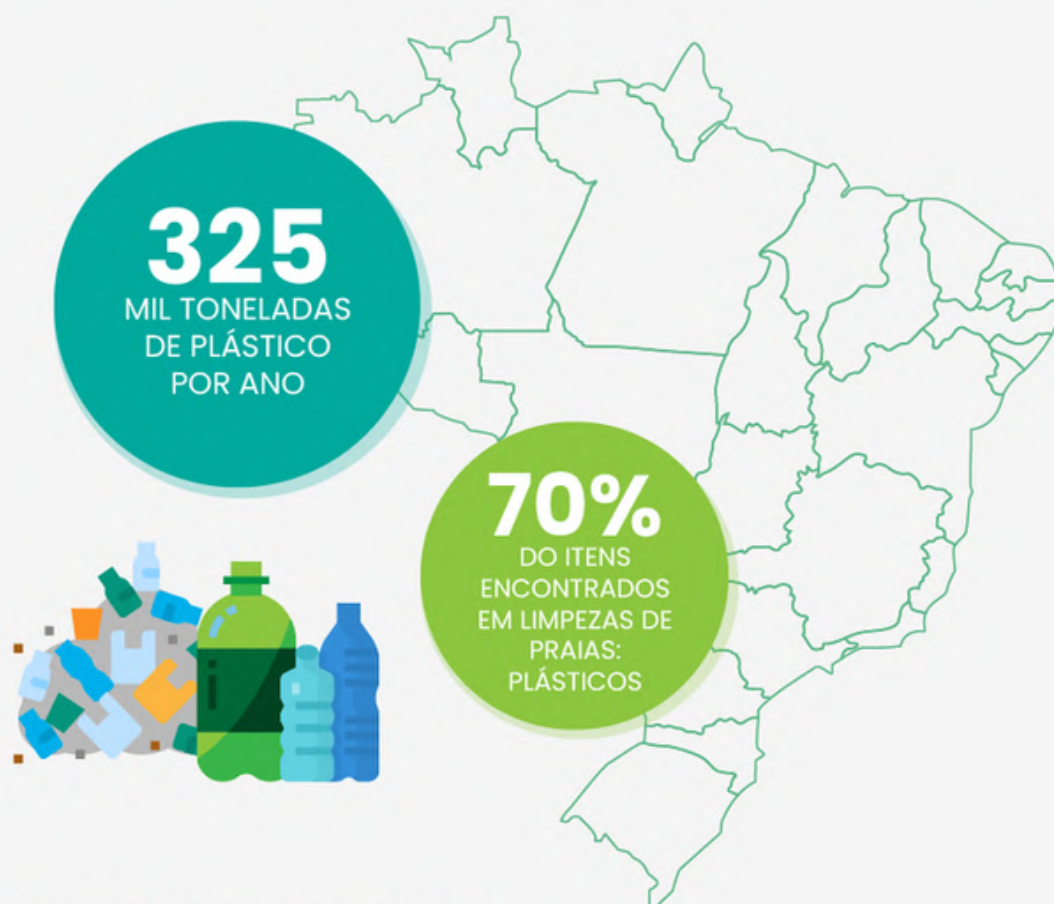 325
MIL TONELADAS
DE PLÁSTICO
POR ANO
70%
DO ITENS
ENCONTRADOS
EM LIMPEZAS DE
PRAIAS:
PLÁSTICOS